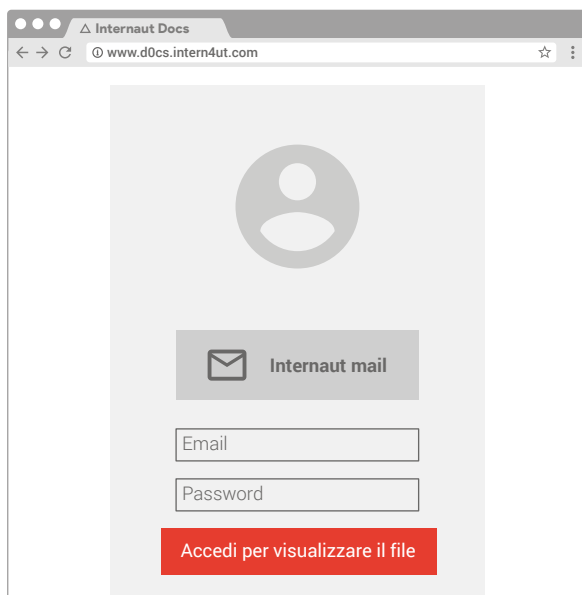 Internaut Docs
www.d0cs.intern4ut.com
Internaut mail
Email
Password
Accedi per visualizzare il file